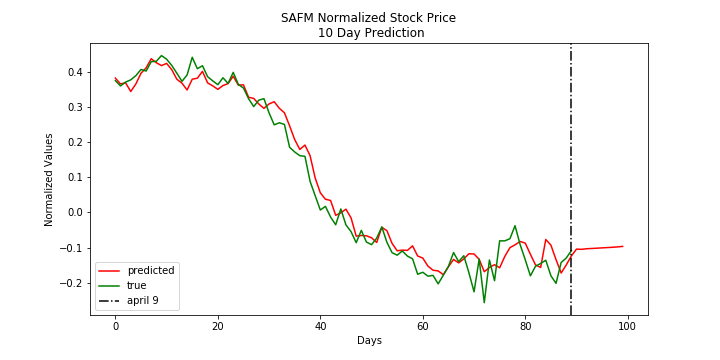 SAFM Normalized Stock Price
10 Day Prediction
Normalized Values
0.4
0.3
0.2
0.1
0.0
−0.1
−0.2
predicted
true
april 9
0
20
40
60
80
100
Days